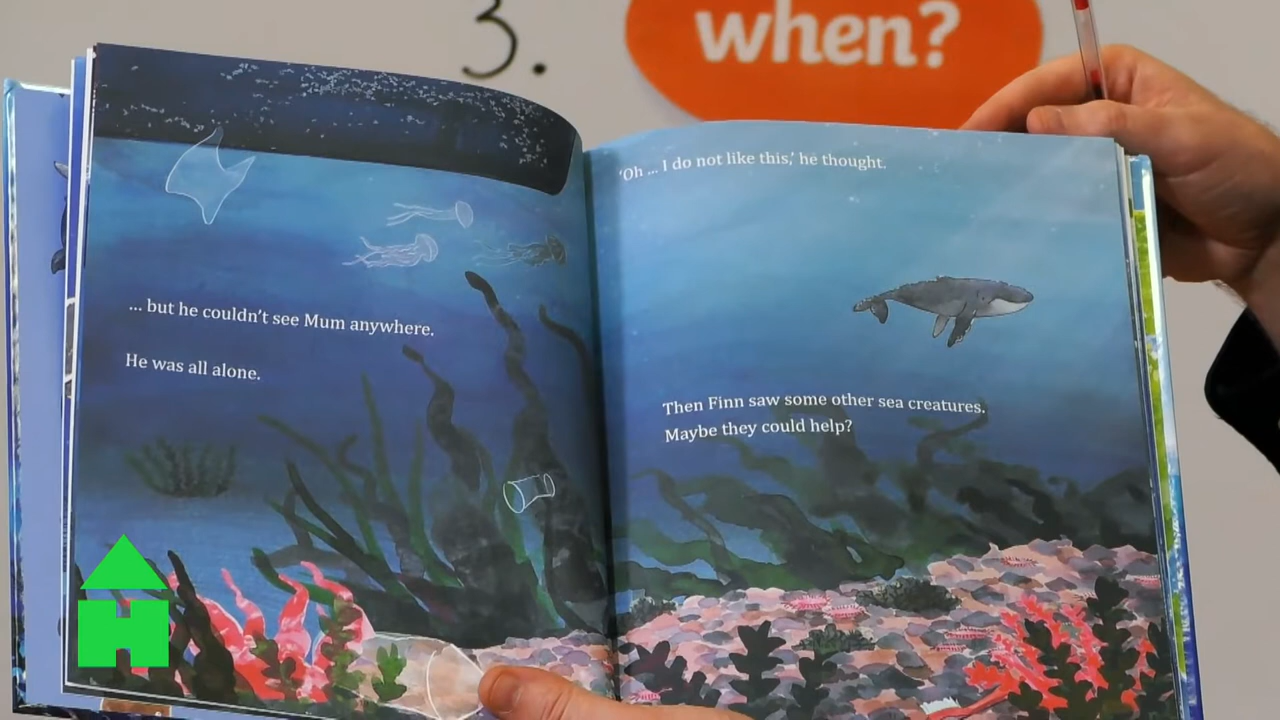 3.
when?
... but he couldn't see Mum anywhere.
He was all alone.
'Oh ... I do not like this,' he thought.
Then Finn saw some other sea creatures.
Maybe they could help?
H